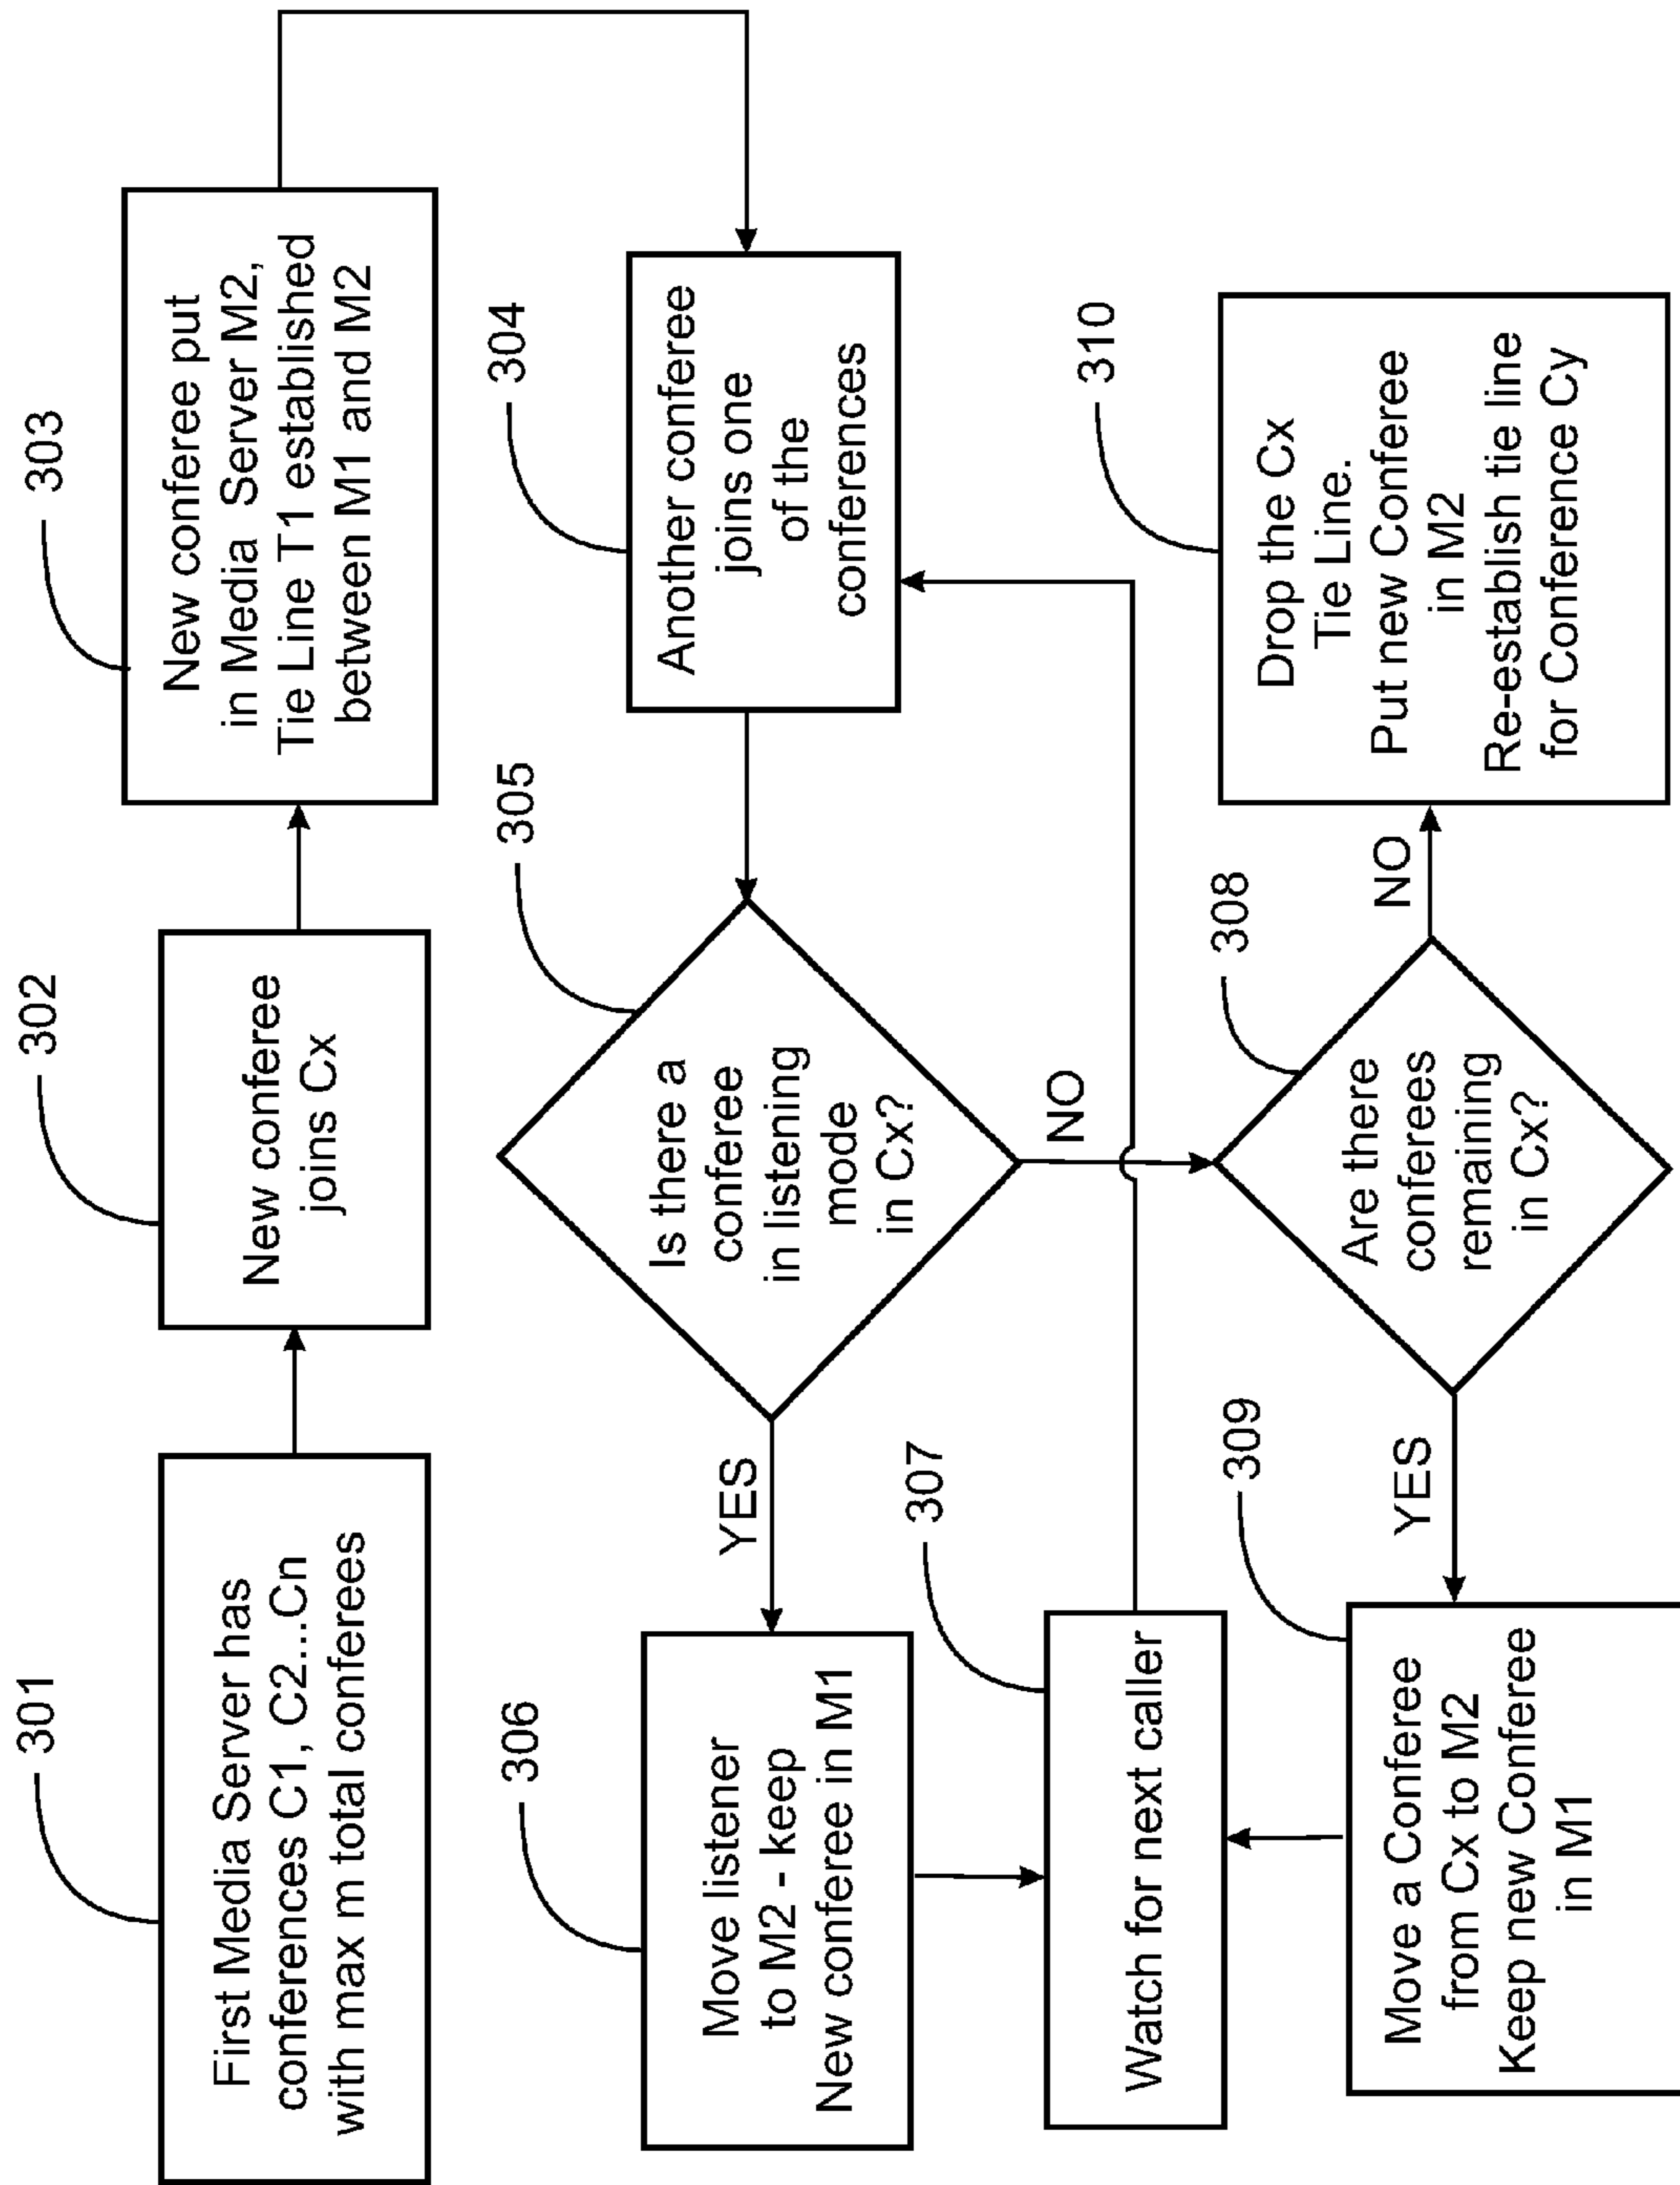 301
First Media Server has
conferences C1, C2...Cn
with max m total conferees
302
New conferee
joins Cx
303
New conferee put
in Media Server M2,
Tie Line T1 established
between M1 and M2
304
Another conferee
joins one
of the
conferences
305
Is there a
conferee
in listening
mode
in Cx?
YES
NO
306
Move listener
to M2 - keep
New conferee in M1
307
Watch for next caller
308
Are there
conferees
remaining
in Cx?
YES
NO
309
Move a Conferee
from Cx to M2
Keep new Conferee
in M1
310
Drop the Cx
Tie Line.
Put new Conferee
in M2
Re-establish tie line
for Conference Cy